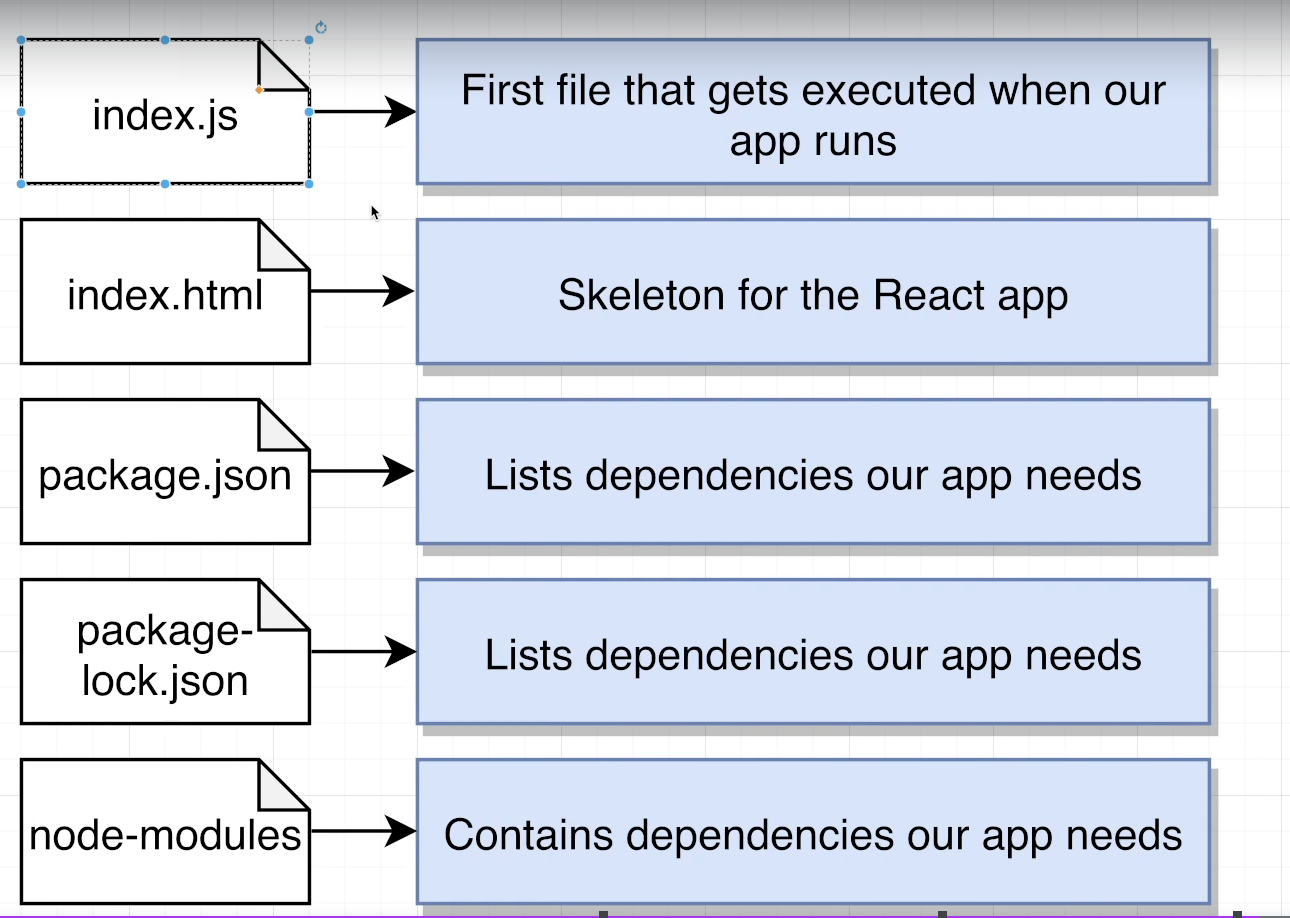 index.js
First file that gets executed when our
app runs
index.html
Skeleton for the React app
package.json
Lists dependencies our app needs
package-
lock.json
Lists dependencies our app needs
node-modules
Contains dependencies our app needs